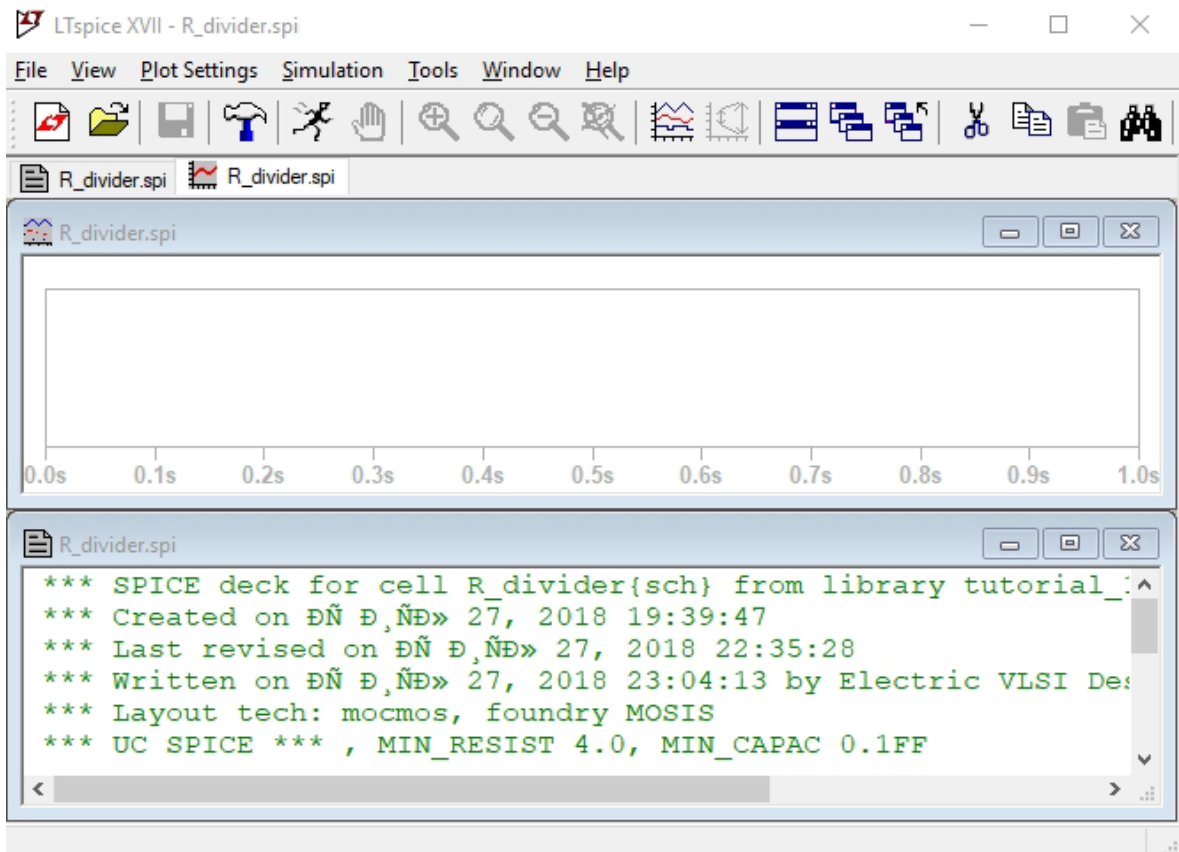 LTspice XVII - R_divider.spi
File View Plot Settings Simulation Tools Window Help
R_divider.spi R_divider.spi
R_divider.spi
0.0s 0.1s 0.2s 0.3s 0.4s 0.5s 0.6s 0.7s 0.8s 0.9s 1.0s
R_divider.spi
*** SPICE deck for cell R_divider{sch} from library
*** Created on ÐÑ Ð¸ÑÐ» 27, 2018 19:39:47
*** Last revised on ÐÑ Ð¸ÑÐ» 27, 2018 22:35:28
*** Written on ÐÑ Ð¸ÑÐ» 27, 2018 23:04:13 by Electric VLSI
*** Layout tech: mocmos, foundry MOSIS
*** UC SPICE *** , MIN_RESIST 4.0, MIN_CAPAC 0.1FF